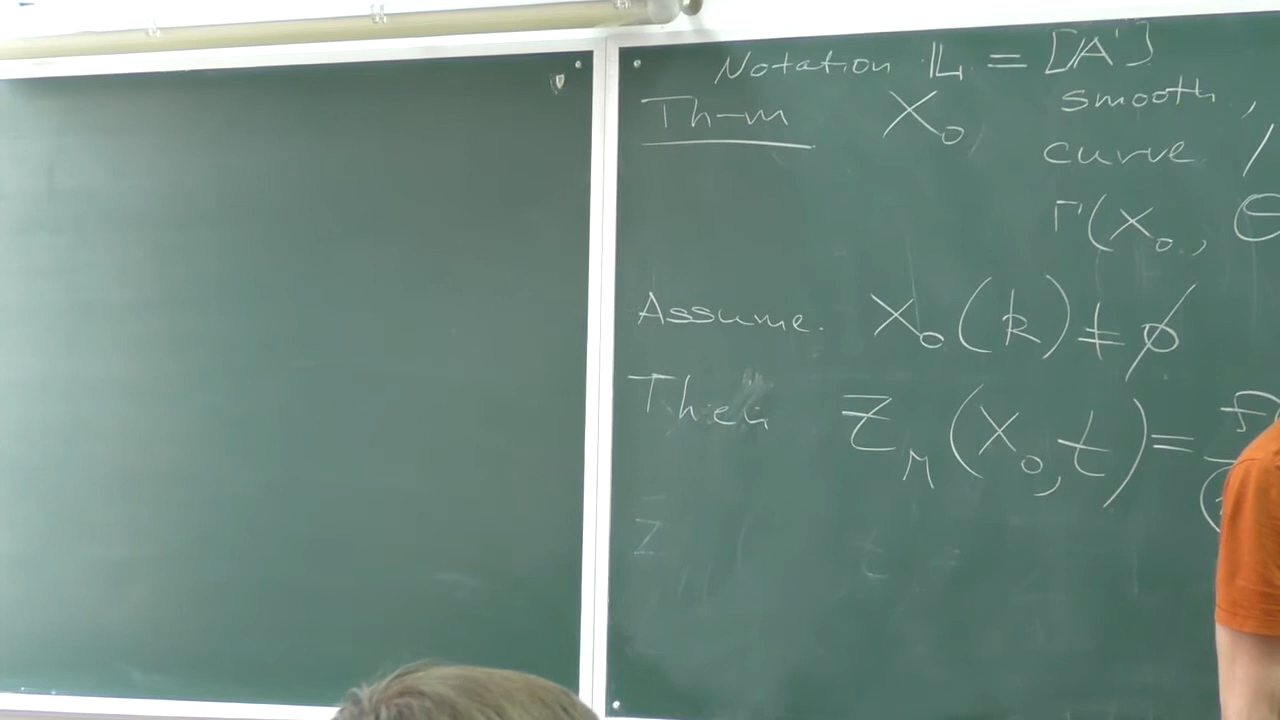 Notation 𝕃 = [𝔸¹]
Th-m X₀ smooth,
curve /
Γ(X₀, O
Assume X₀(k) ≠ ∅
Then Z_M(X₀, t) =